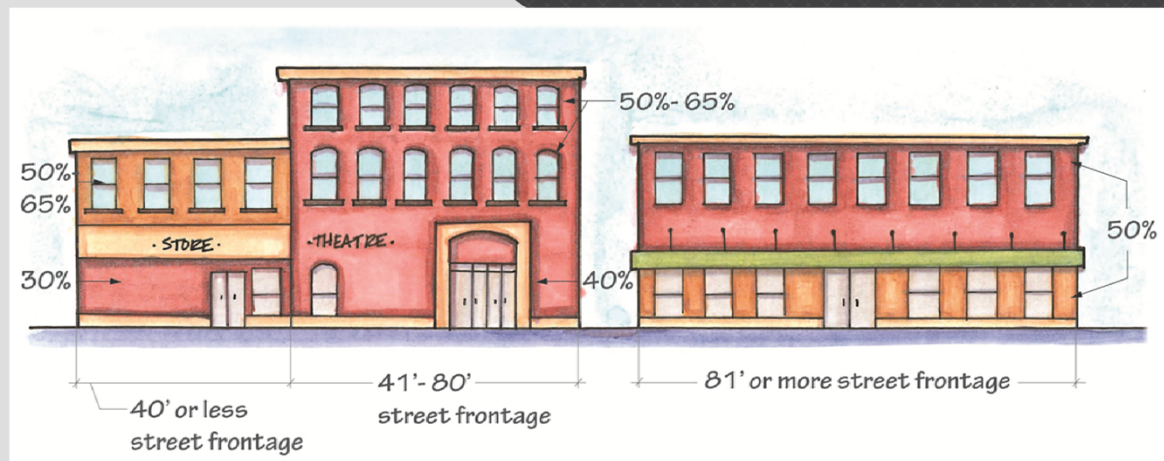 50%-65%
50%
65%
· STORE ·
· THEATRE ·
30%
40%
50%
41'- 80'
street frontage
81' or more street frontage
40' or less
street frontage